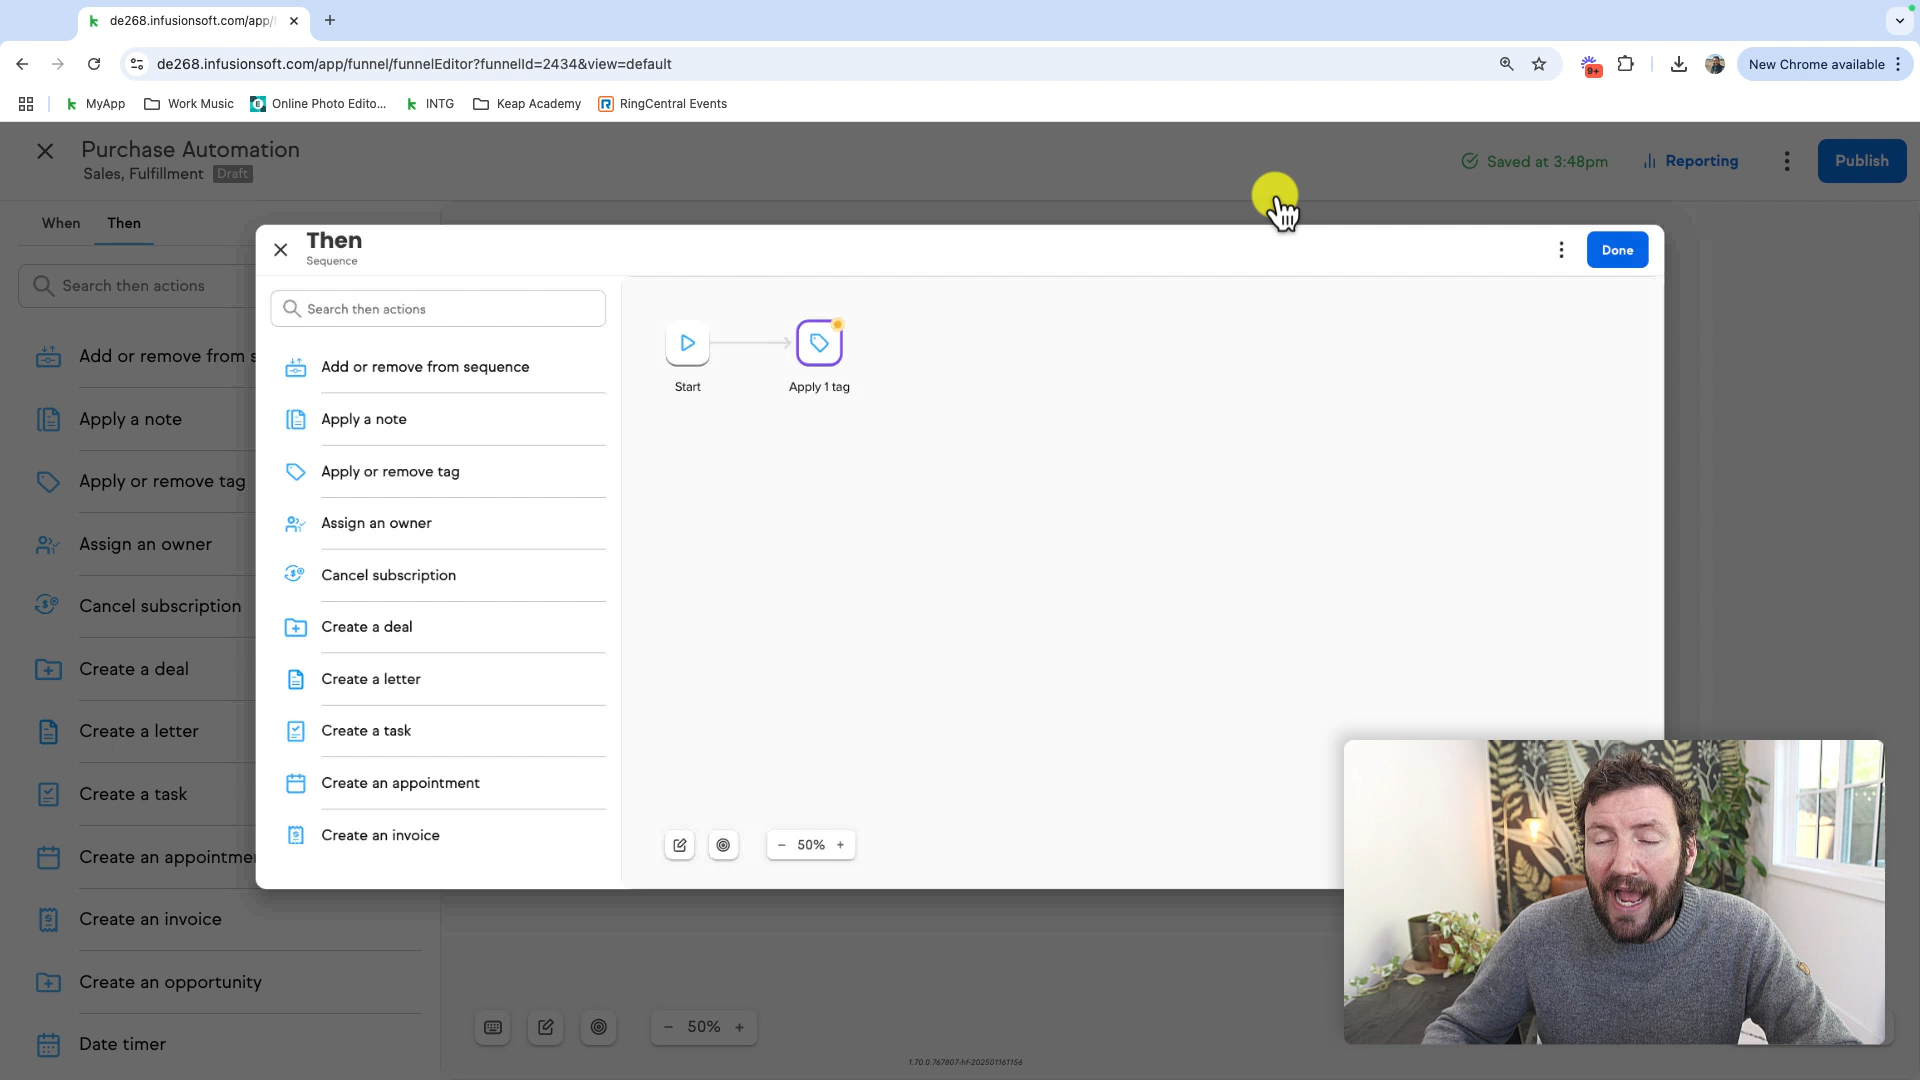 de268.infusionsoft.com/app/
de268.infusionsoft.com/app/funnel/funnelEditor?funnelId=2434&view=default
9+
New Chrome available
MyApp
Work Music
Online Photo Edito...
INTG
Keap Academy
RingCentral Events
Purchase Automation
Sales, Fulfillment Draft
Saved at 3:48pm
Reporting
Publish
When
Then
Search then actions
Add or remove from s
Apply a note
Apply or remove tag
Assign an owner
Cancel subscription
Create a deal
Create a letter
Create a task
Create an appointme
Create an invoice
Create an opportunity
Date timer
Then
Sequence
Done
Search then actions
Add or remove from sequence
Apply a note
Apply or remove tag
Assign an owner
Cancel subscription
Create a deal
Create a letter
Create a task
Create an appointment
Create an invoice
Start
Apply 1 tag
50%
50%
1.70.0.767807-hf-202501161156